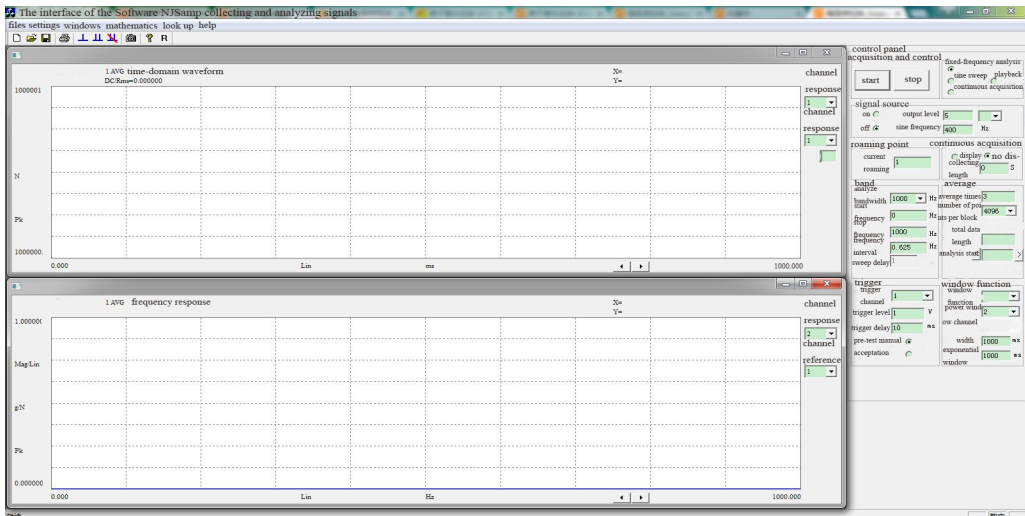 The interface of the Software NJSamp collecting and analyzing signals
files settings windows mathematics look up help
R
1 AVG time-domain waveform
DC/Rms=0.000000
X=
Y=
channel
response
1
channel
response
1
1000001
N
Pk
1000000.
0.000
Lin
ms
1000.000
1 AVG frequency response
X=
Y=
channel
response
2
channel
reference
1
1.00000(
Mag/Lin
g/N
Pk
0.000000
0.000
Lin
Hz
1000.000
control panel
acquisition and control
start
stop
fixed-frequency analysis
sine sweep
playback
continuous acquisition
signal source
on
output level 5
off
sine frequency 400 Hz
roaming point
current
roaming
1
continuous acquisition
display
no dis-
collecting
length
0 S
band
analyze
bandwidth 1000 Hz
start
frequency 0 Hz
stop
frequency 1000 Hz
frequency
interval 0.625 Hz
sweep delay 1
average
average times 3
number of poi
nts per block 4096
total data
length
analysis start
>
trigger
trigger
channel 1
trigger level 1 V
trigger delay 10 ms
pre-test manual
acceptation
window function
window
function
power wind
ow channel
2
width 1000 ms
exponential
window
1000 ms